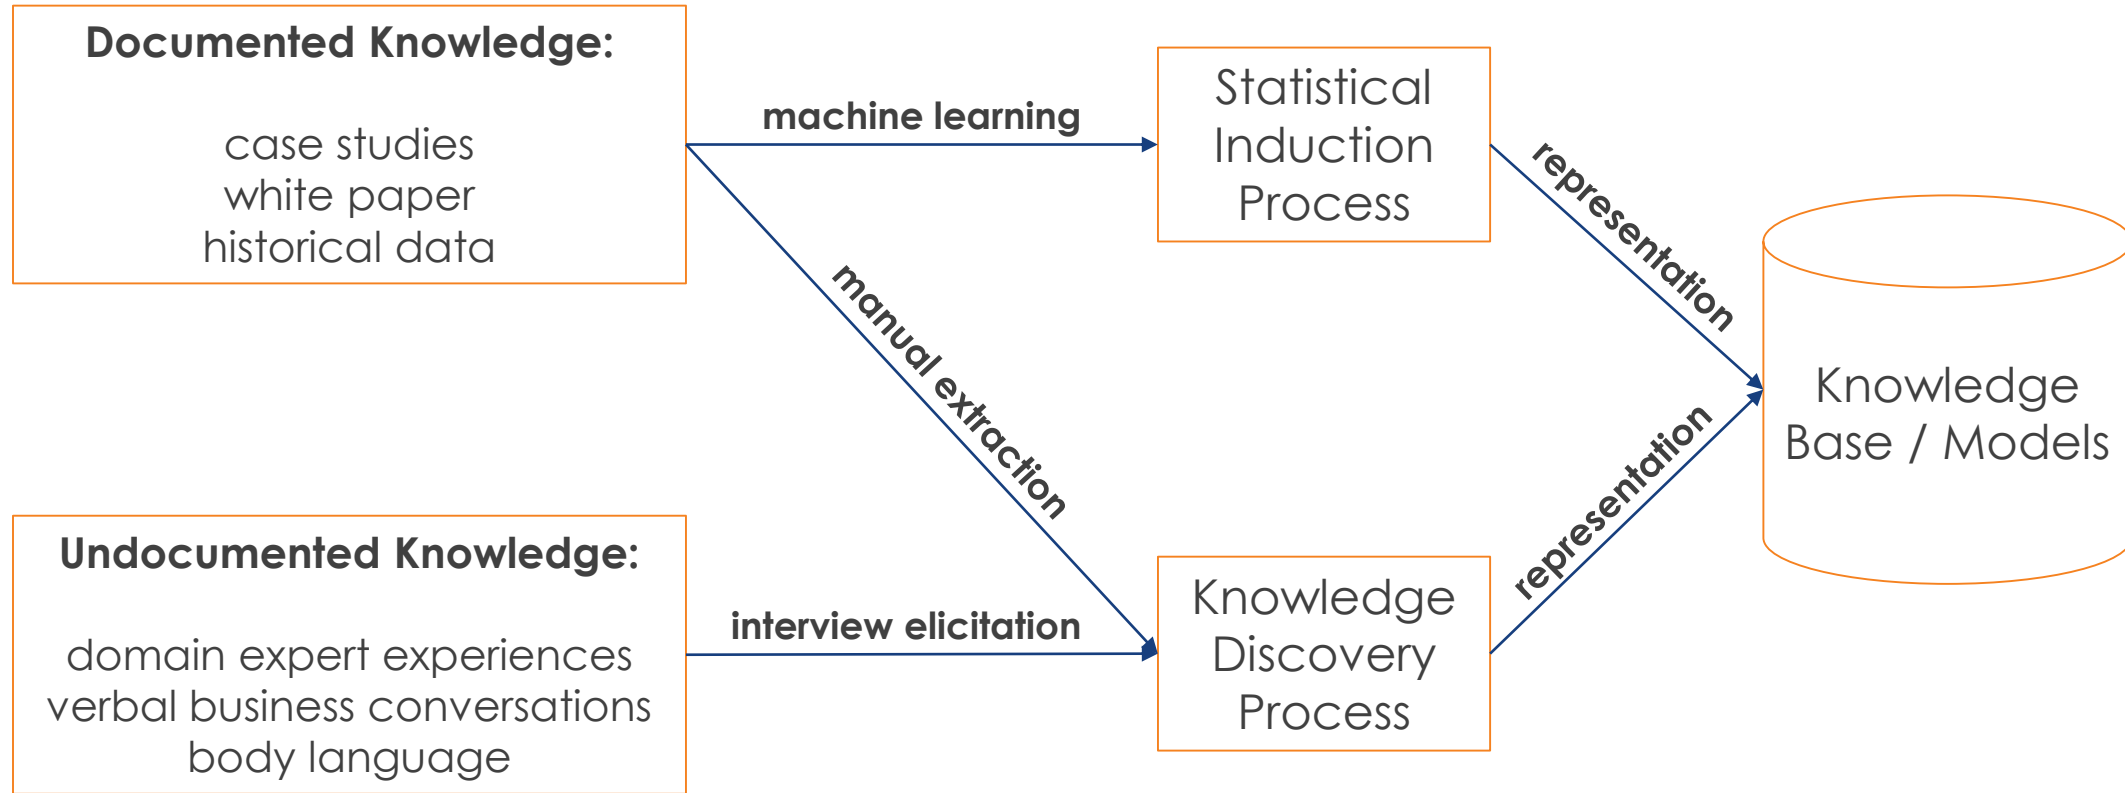 Documented Knowledge:
case studies
white paper
historical data
machine learning
manual extraction
Statistical
Induction
Process
representation
Undocumented Knowledge:
domain expert experiences
verbal business conversations
body language
interview elicitation
Knowledge
Discovery
Process
representation
Knowledge
Base / Models